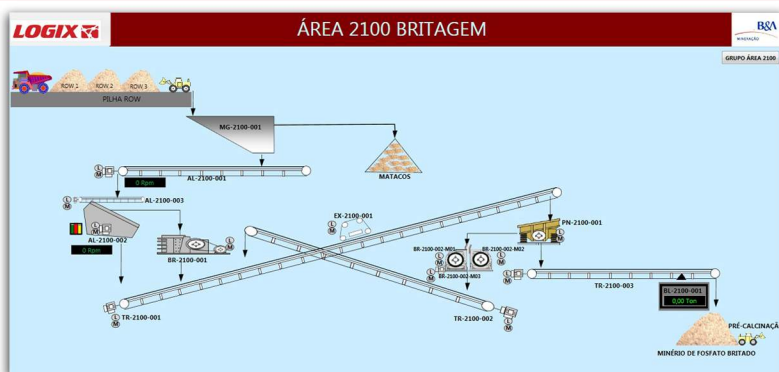 LOGIX
ÁREA 2100 BRITAGEM
B&A
MINERAÇÃO
GRUPO ÁREA 2100
ROW 1
ROW 2
ROW 3
PILHA ROW
MG-2100-001
MATACOS
AL-2100-001
0 Rpm
AL-2100-003
AL-2100-002
0 Rpm
BR-2100-001
EX-2100-001
PN-2100-001
BR-2100-002-M01
BR-2100-002-M02
BR-2100-002-M03
TR-2100-001
TR-2100-002
TR-2100-003
BL-2100-001
0,00 Ton
PRÉ-CALCINAÇÃ
MINÉRIO DE FOSFATO BRITADO
L
M
L
M
L
M
L
M
L
M
L
M
L
M
L
M
L
M
L
M
L
M
L
M